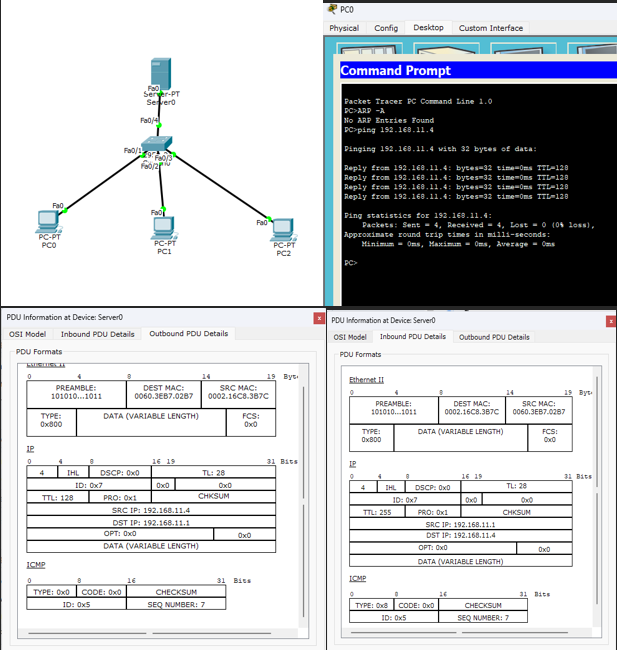 Fa0
Server-PT
Server0
Fa0/4
Fa0/1
Fa0/3
Fa0/2
Fa0
PC-PT
PC0
Fa0
PC-PT
PC1
Fa0
PC-PT
PC2
PC0
Physical Config Desktop Custom Interface
Command Prompt
Packet Tracer PC Command Line 1.0
PC>ARP -A
No ARP Entries Found
PC>ping 192.168.11.4
Pinging 192.168.11.4 with 32 bytes of data:
Reply from 192.168.11.4: bytes=32 time=0ms TTL=128
Reply from 192.168.11.4: bytes=32 time=0ms TTL=128
Reply from 192.168.11.4: bytes=32 time=0ms TTL=128
Reply from 192.168.11.4: bytes=32 time=0ms TTL=128
Ping statistics for 192.168.11.4:
Packets: Sent = 4, Received = 4, Lost = 0 (0% loss),
Approximate round trip times in milli-seconds:
Minimum = 0ms, Maximum = 0ms, Average = 0ms
PC>
PDU Information at Device: Server0 x
OSI Model Inbound PDU Details Outbound PDU Details
PDU Formats
Ethernet II
0 4 8 14 19 Byt
PREAMBLE: DEST MAC: SRC MAC:
101010...1011 0060.3EB7.02B7 0002.16C8.3B7C
TYPE: DATA (VARIABLE LENGTH) FCS:
0x800 0x0
IP
0 4 8 16 19 31 Bits
4 IHL DSCP: 0x0 TL: 28
ID: 0x7 0x0 0x0
TTL: 128 PRO: 0x1 CHKSUM
SRC IP: 192.168.11.4
DST IP: 192.168.11.1
OPT: 0x0 0x0
DATA (VARIABLE LENGTH)
ICMP
0 8 16 31 Bits
TYPE: 0x0 CODE: 0x0 CHECKSUM
ID: 0x5 SEQ NUMBER: 7
PDU Information at Device: Server0 x
OSI Model Inbound PDU Details Outbound PDU Details
PDU Formats
Ethernet II
0 4 8 14 19 Byt
PREAMBLE: DEST MAC: SRC MAC:
101010...1011 0002.16C8.3B7C 0060.3EB7.02B7
TYPE: DATA (VARIABLE LENGTH) FCS:
0x800 0x0
IP
0 4 8 16 19 31 Bits
4 IHL DSCP: 0x0 TL: 28
ID: 0x7 0x0 0x0
TTL: 255 PRO: 0x1 CHKSUM
SRC IP: 192.168.11.1
DST IP: 192.168.11.4
OPT: 0x0 0x0
DATA (VARIABLE LENGTH)
ICMP
0 8 16 31 Bits
TYPE: 0x8 CODE: 0x0 CHECKSUM
ID: 0x5 SEQ NUMBER: 7